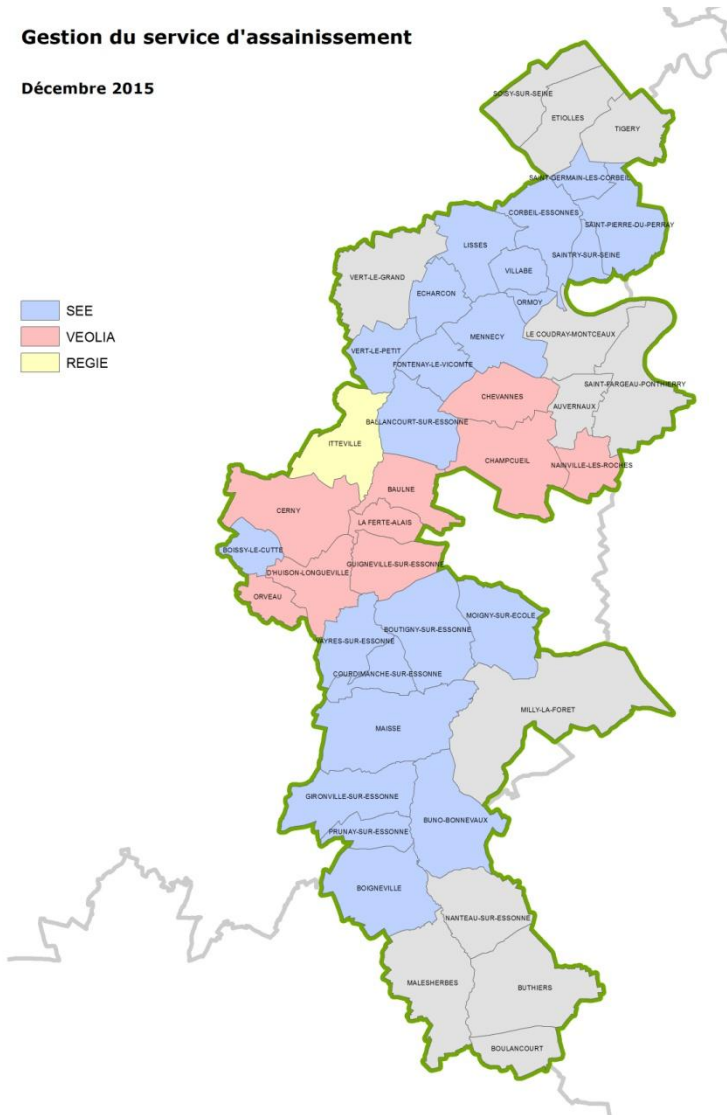 Gestion du service d'assainissement
Décembre 2015
SOISY-SUR-SEINE
ETIOLLES
TIGERY
SAINT-GERMAIN-LES-CORBEIL
CORBEIL-ESSONNES
SAINT-PIERRE-DU-PERRAY
LISSES
SAINTRY-SUR-SEINE
VERT-LE-GRAND
VILLABE
ECHARCON
ORMOY
SEE
VEOLIA
REGIE
MENNECY
LE COUDRAY-MONTCEAUX
VERT-LE-PETIT
FONTENAY-LE-VICOMTE
SAINT-FARGEAU-PONTHIERRY
CHEVANNES
AUVERNAUX
BALLANCOURT-SUR-ESSONNE
ITTEVILLE
CHAMPCUEIL
NAINVILLE-LES-ROCHES
BAULNE
CERNY
LA FERTE-ALAIS
BOISSY-LE-CUTTE
GUIGNEVILLE-SUR-ESSONNE
D'HUISON-LONGUEVILLE
ORVEAU
MOIGNY-SUR-ECOLE
BOUTIGNY-SUR-ESSONNE
VAYRES-SUR-ESSONNE
COURDIMANCHE-SUR-ESSONNE
MILLY-LA-FORET
MAISSE
GIRONVILLE-SUR-ESSONNE
BUNO-BONNEVAUX
PRUNAY-SUR-ESSONNE
BOIGNEVILLE
NANTEAU-SUR-ESSONNE
MALESHERBES
BUTHIERS
BOULANCOURT